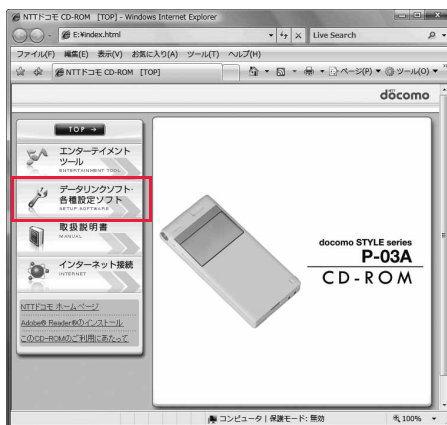 NTTドコモ CD-ROM [TOP] - Windows Internet Explorer
E:¥index.html
Live Search
ファイル(F) 編集(E) 表示(V) お気に入り(A) ツール(T) ヘルプ(H)
NTTドコモ CD-ROM [TOP]
ページ(P) ツール(O)
döcomo
TOP →
エンターテイメント
ツール
ENTERTAINMENT TOOL
データリンクソフト・
各種設定ソフト
SETUP SOFTWARE
取扱説明書
MANUAL
インターネット接続
INTERNET
NTTドコモ ホームページ
Adobe® Reader®のインストール
このCD-ROMのご利用にあたって
docomo STYLE series
P-03A
CD-ROM
コンピュータ | 保護モード: 無効
100%